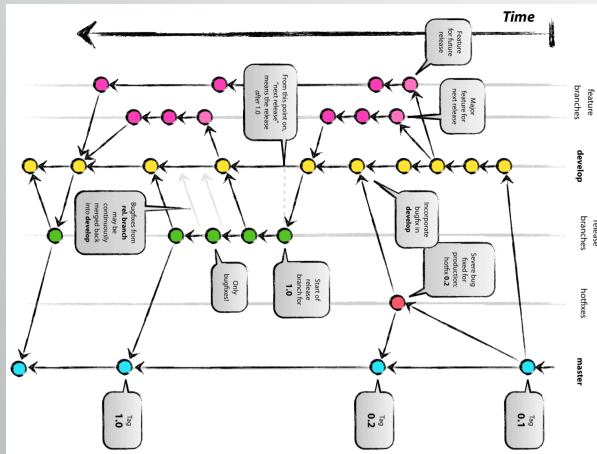 Time
feature
branches
develop
release
branches
hotfixes
master
Feature
for future
release
Major
feature for
next release
From this point on,
“next release”
means the release
after 1.0
Incorporate
bugfix in
develop
Severe bug
fixed for
production:
hotfix 0.2
Bugfixes from
rel. branch
may be
continuously
merged back
into develop
Only
bugfixes!
Start of
release
branch for
1.0
Tag
0.1
Tag
0.2
Tag
1.0